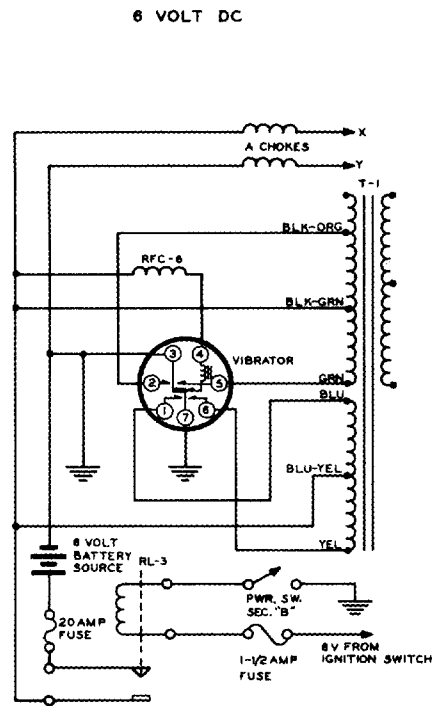 6 VOLT DC
X
A CHOKES
Y
T-1
BLK-ORG
RFC-6
BLK-GRN
3
4
VIBRATOR
2
5
GRN
1
7
6
BLU
BLU-YEL
YEL
6 VOLT
BATTERY
SOURCE
RL-3
PWR. SW.
SEC. "B"
20 AMP
FUSE
1-1/2 AMP
FUSE
6V FROM
IGNITION SWITCH